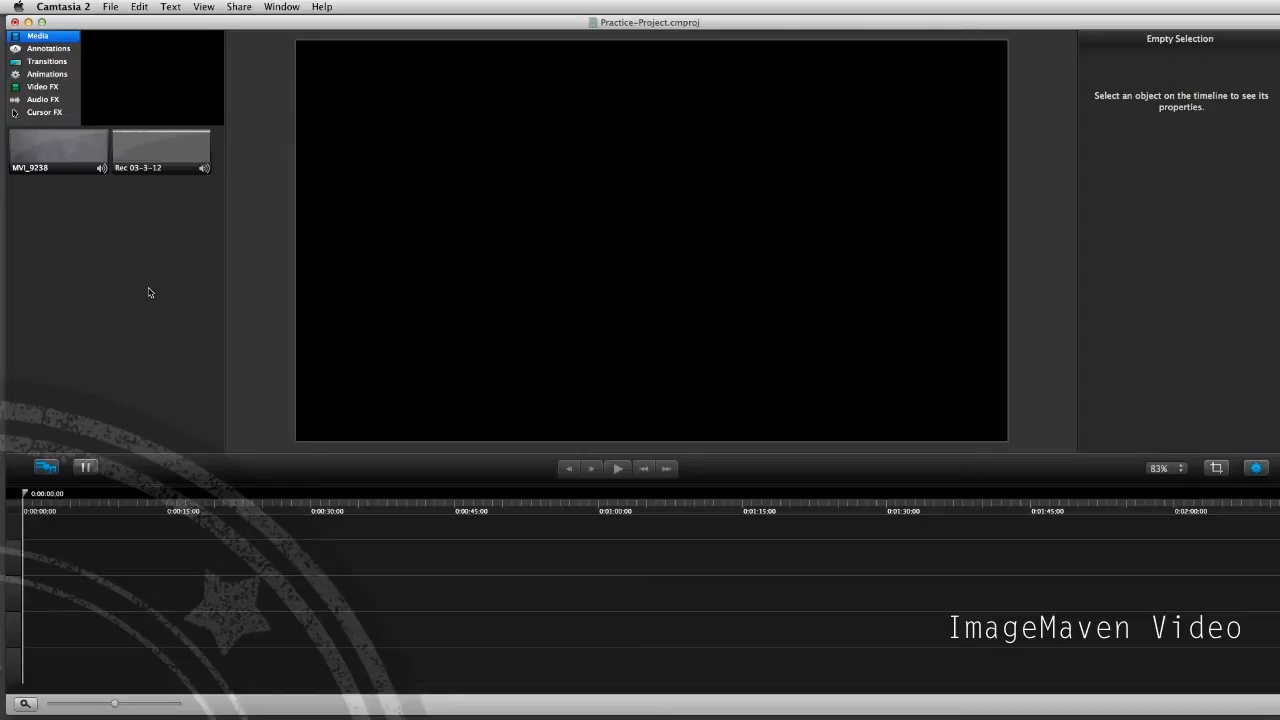 Camtasia 2 File Edit Text View Share Window Help
Practice-Project.cmproj
Media
Annotations
Transitions
Animations
Video FX
Audio FX
Cursor FX
MVI_9238
Rec 03-3-12
Empty Selection
Select an object on the timeline to see its
properties.
83%
0:00:00;00
0:00:00;00 0:00:15;00 0:00:30;00 0:00:45;00 0:01:00;00 0:01:15;00 0:01:30;00 0:01:45;00 0:02:00;00
ImageMaven Video